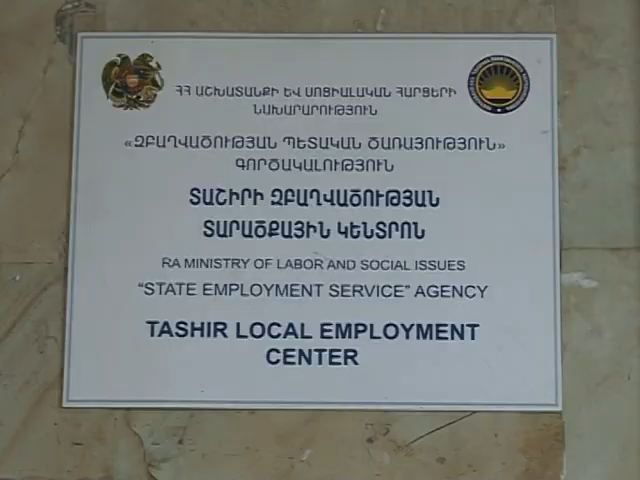 ՀՀ ԱՇԽԱՏԱՆՔԻ ԵՎ ՍՈՑԻԱԼԱԿԱՆ ՀԱՐՑԵՐԻ
ՆԱԽԱՐԱՐՈՒԹՅՈՒՆ
«ԶԲԱՂՎԱԾՈՒԹՅԱՆ ՊԵՏԱԿԱՆ ԾԱՌԱՅՈՒԹՅՈՒՆ»
ԳՈՐԾԱԿԱԼՈՒԹՅՈՒՆ
ՏԱՇԻՐԻ ԶԲԱՂՎԱԾՈՒԹՅԱՆ
ՏԱՐԱԾՔԱՅԻՆ ԿԵՆՏՐՈՆ
RA MINISTRY OF LABOR AND SOCIAL ISSUES
“STATE EMPLOYMENT SERVICE” AGENCY
TASHIR LOCAL EMPLOYMENT
CENTER